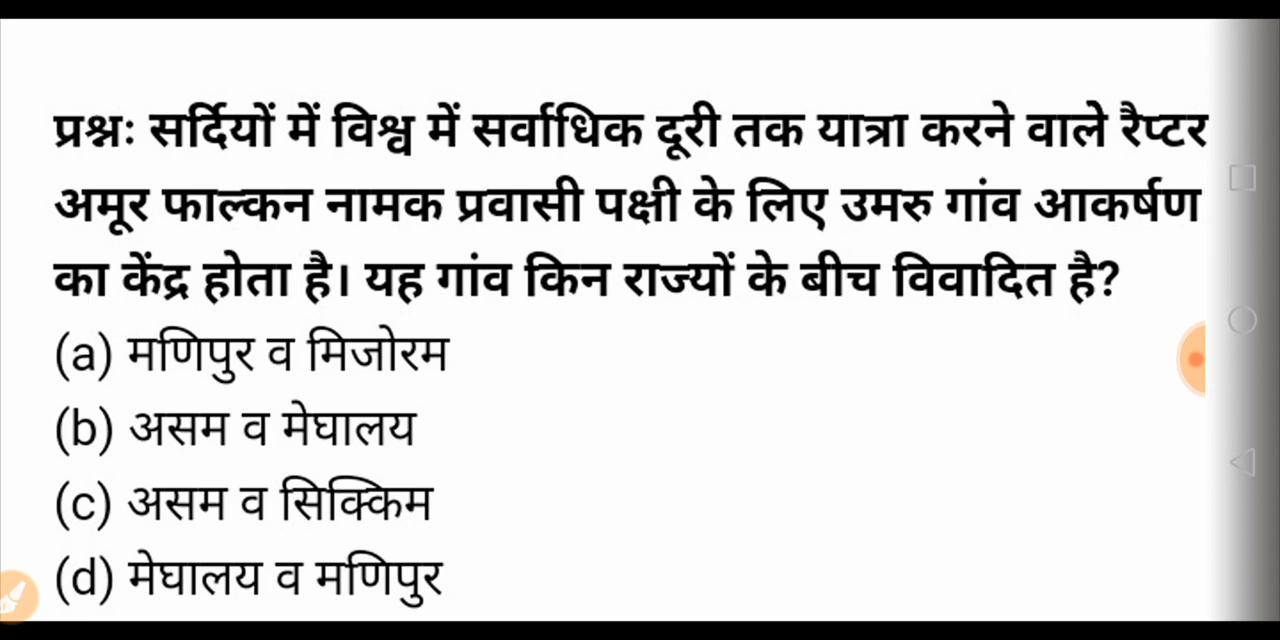 प्रश्नः सर्दियों में विश्व में सर्वाधिक दूरी तक यात्रा करने वाले रैप्टर
अमूर फाल्कन नामक प्रवासी पक्षी के लिए उमरु गांव आकर्षण
का केंद्र होता है। यह गांव किन राज्यों के बीच विवादित है?
(a) मणिपुर व मिजोरम
(b) असम व मेघालय
(c) असम व सिक्किम
(d) मेघालय व मणिपुर